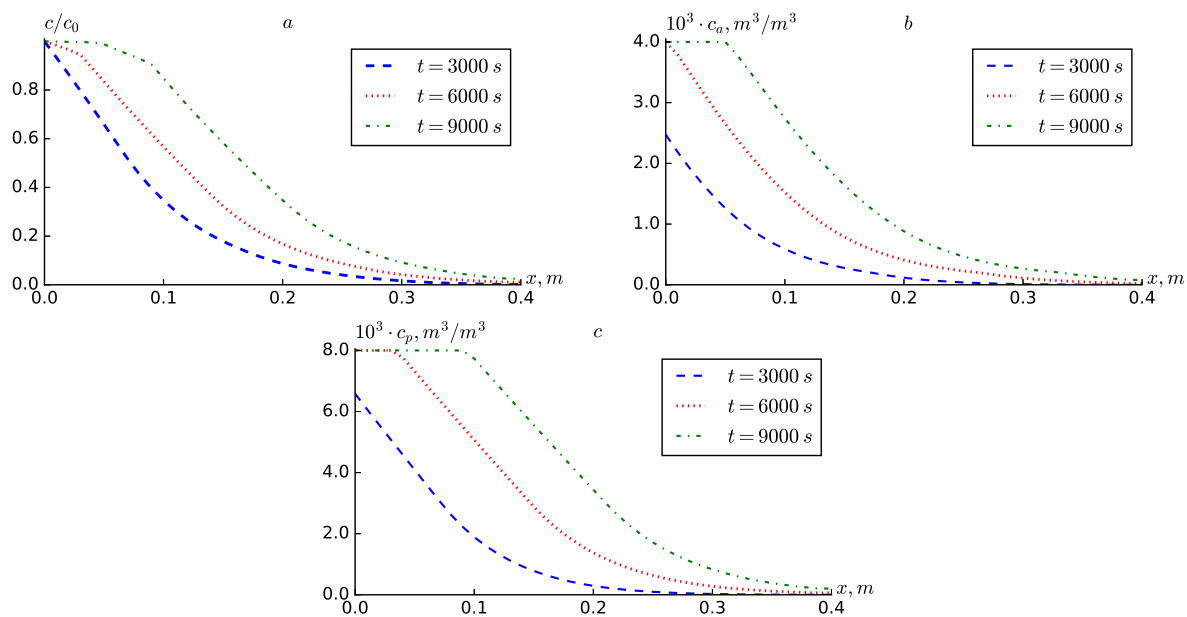 c/c₀
a
0.8
0.6
0.4
0.2
0.0
0.0 0.1 0.2 0.3 0.4
x, m
t = 3000 s
t = 6000 s
t = 9000 s
10³ · cₐ, m³/m³
b
4.0
3.0
2.0
1.0
0.0
0.0 0.1 0.2 0.3 0.4
x, m
t = 3000 s
t = 6000 s
t = 9000 s
10³ · cₚ, m³/m³
c
8.0
6.0
4.0
2.0
0.0
0.0 0.1 0.2 0.3 0.4
x, m
t = 3000 s
t = 6000 s
t = 9000 s